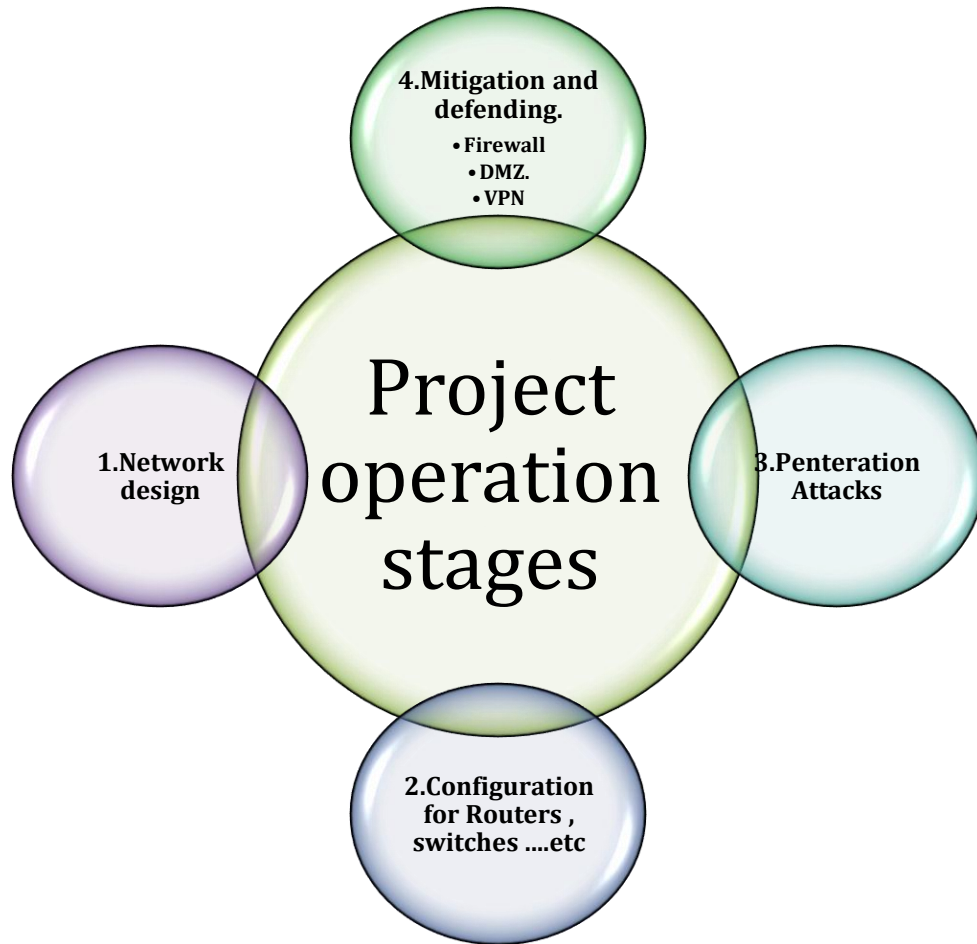 4.Mitigation and
defending.
• Firewall
• DMZ.
• VPN
Project
operation
stages
1.Network
design
3.Penteration
Attacks
2.Configuration
for Routers ,
switches ....etc